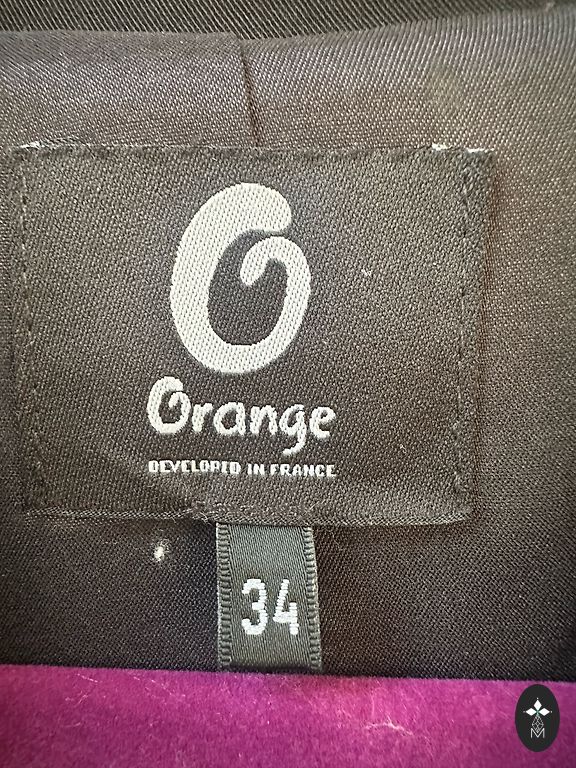 Orange
DEVELOPED IN FRANCE
34
M